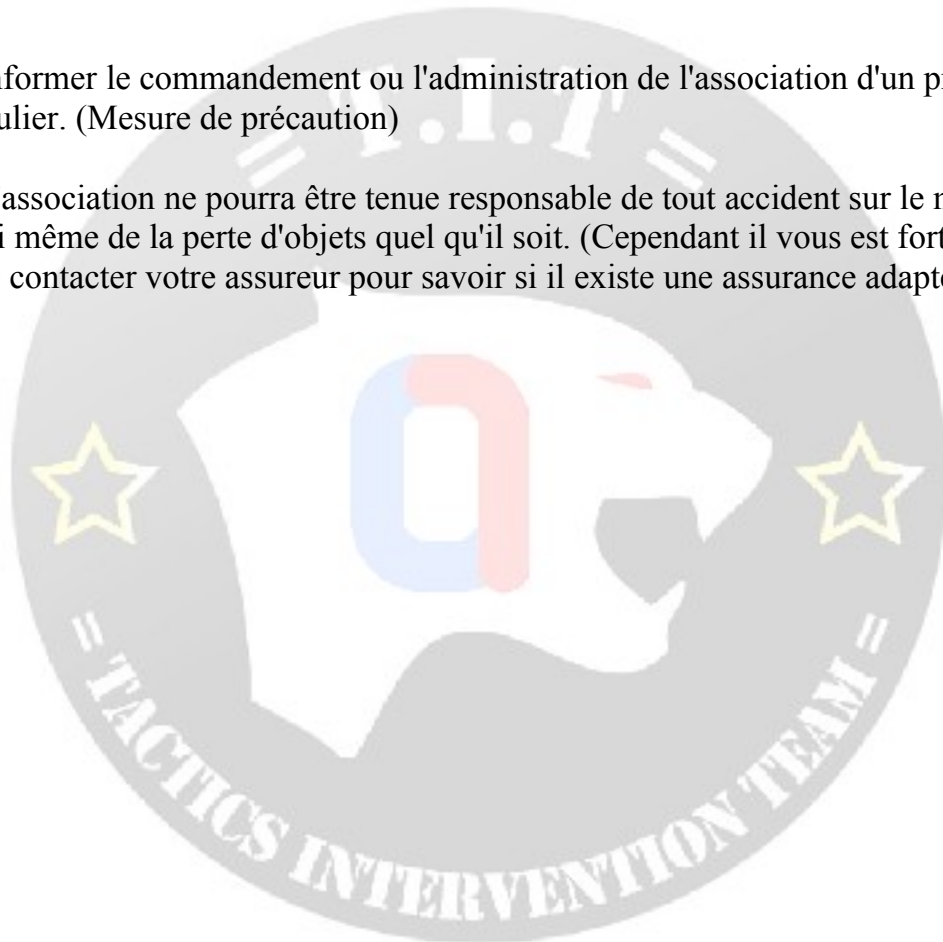 nformer le commandement ou l'administration de l'association d'un
ulier. (Mesure de précaution)
association ne pourra être tenue responsable de tout accident sur le
même de la perte d'objets quel qu'il soit. (Cependant il vous est fort
contacter votre assureur pour savoir si il existe une assurance
= T.I.T =
= TACTICS INTERVENTION TEAM =